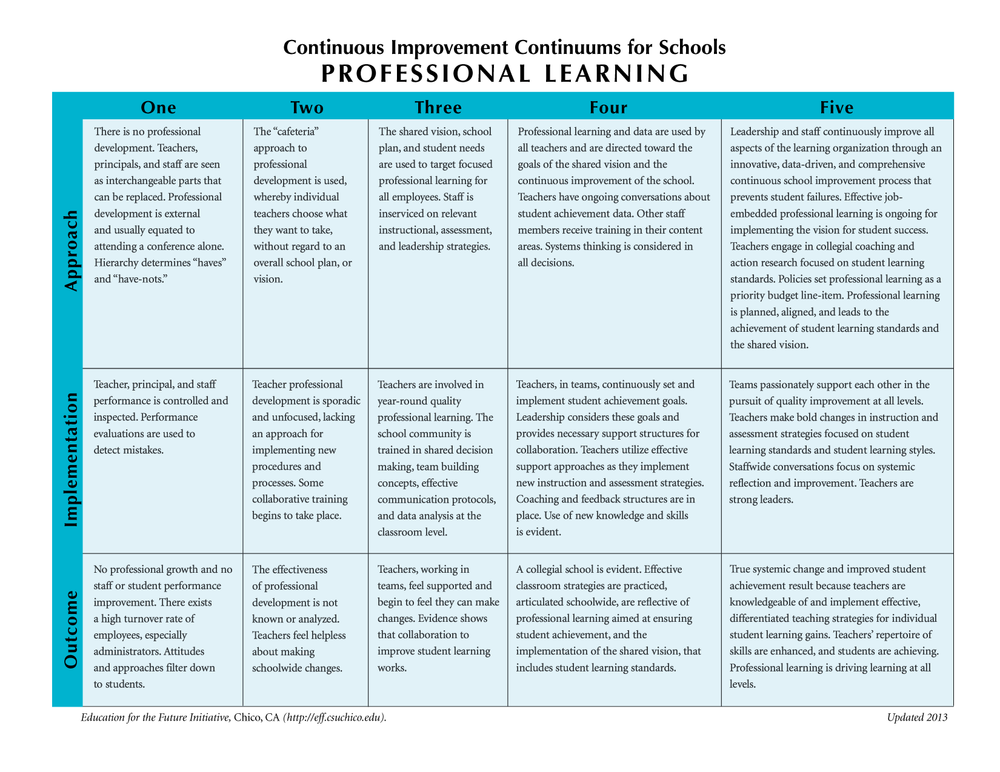 Continuous Improvement Continuums for Schools
PROFESSIONAL LEARNING
One
Two
Three
Four
Five
Approach
There is no professional
development. Teachers,
principals, and staff are seen
as interchangeable parts that
can be replaced. Professional
development is external
and usually equated to
attending a conference alone.
Hierarchy determines “haves”
and “have-nots.”
The “cafeteria”
approach to
professional
development is used,
whereby individual
teachers choose what
they want to take,
without regard to an
overall school plan, or
vision.
The shared vision, school
plan, and student needs
are used to target focused
professional learning for
all employees. Staff is
inserviced on relevant
instructional, assessment,
and leadership strategies.
Professional learning and data are used by
all teachers and are directed toward the
goals of the shared vision and the
continuous improvement of the school.
Teachers have ongoing conversations about
student achievement data. Other staff
members receive training in their content
areas. Systems thinking is considered in
all decisions.
Leadership and staff continuously improve all
aspects of the learning organization through an
innovative, data-driven, and comprehensive
continuous school improvement process that
prevents student failures. Effective job-
embedded professional learning is ongoing for
implementing the vision for student success.
Teachers engage in collegial coaching and
action research focused on student learning
standards. Policies set professional learning as a
priority budget line-item. Professional learning
is planned, aligned, and leads to the
achievement of student learning standards and
the shared vision.
Implementation
Teacher, principal, and staff
performance is controlled and
inspected. Performance
evaluations are used to
detect mistakes.
Teacher professional
development is sporadic
and unfocused, lacking
an approach for
implementing new
procedures and
processes. Some
collaborative training
begins to take place.
Teachers are involved in
year-round quality
professional learning. The
school community is
trained in shared decision
making, team building
concepts, effective
communication protocols,
and data analysis at the
classroom level.
Teachers, in teams, continuously set and
implement student achievement goals.
Leadership considers these goals and
provides necessary support structures for
collaboration. Teachers utilize effective
support approaches as they implement
new instruction and assessment strategies.
Coaching and feedback structures are in
place. Use of new knowledge and skills
is evident.
Teams passionately support each other in the
pursuit of quality improvement at all levels.
Teachers make bold changes in instruction and
assessment strategies focused on student
learning standards and student learning styles.
Staffwide conversations focus on systemic
reflection and improvement. Teachers are
strong leaders.
Outcome
No professional growth and no
staff or student performance
improvement. There exists
a high turnover rate of
employees, especially
administrators. Attitudes
and approaches filter down
to students.
The effectiveness
of professional
development is not
known or analyzed.
Teachers feel helpless
about making
schoolwide changes.
Teachers, working in
teams, feel supported and
begin to feel they can make
changes. Evidence shows
that collaboration to
improve student learning
works.
A collegial school is evident. Effective
classroom strategies are practiced,
articulated schoolwide, are reflective of
professional learning aimed at ensuring
student achievement, and the
implementation of the shared vision, that
includes student learning standards.
True systemic change and improved student
achievement result because teachers are
knowledgeable of and implement effective,
differentiated teaching strategies for individual
student learning gains. Teachers’ repertoire of
skills are enhanced, and students are achieving.
Professional learning is driving learning at all
levels.
Education for the Future Initiative, Chico, CA (http://eff.csuchico.edu).
Updated 2013